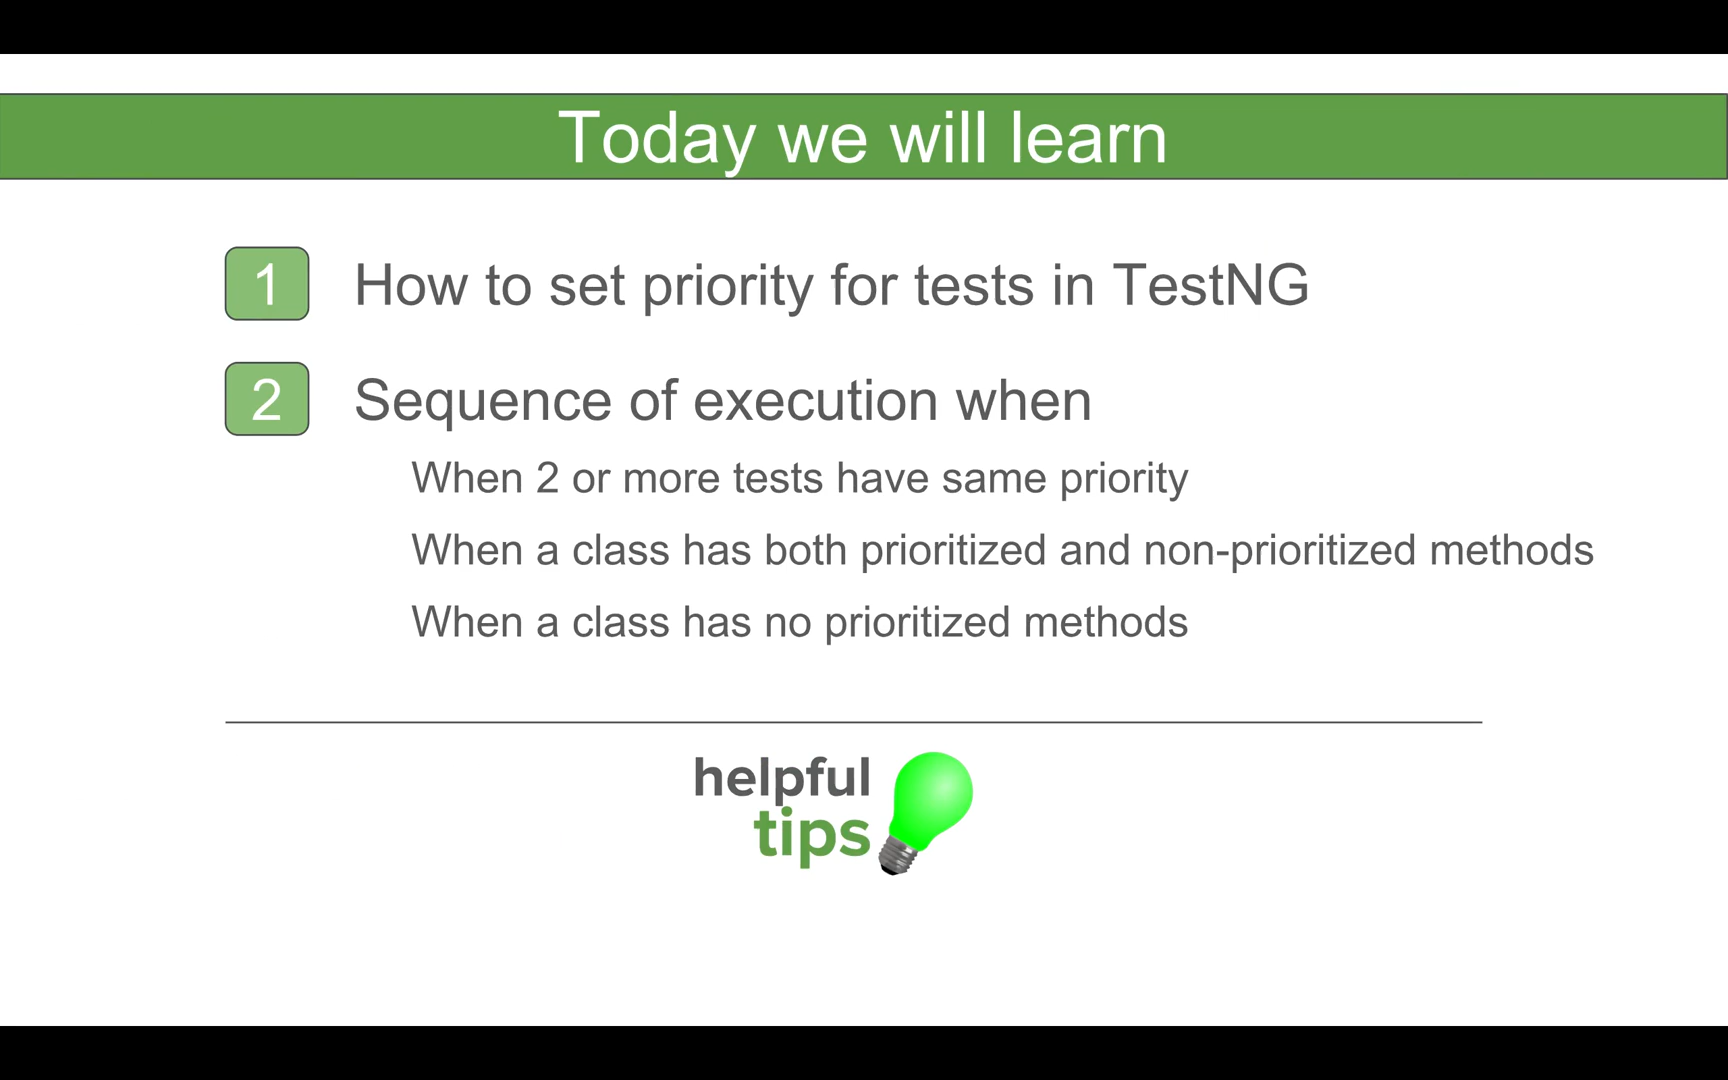 Today we will learn
1 How to set priority for tests in TestNG
2 Sequence of execution when
When 2 or more tests have same priority
When a class has both prioritized and non-prioritized methods
When a class has no prioritized methods
helpful
tips